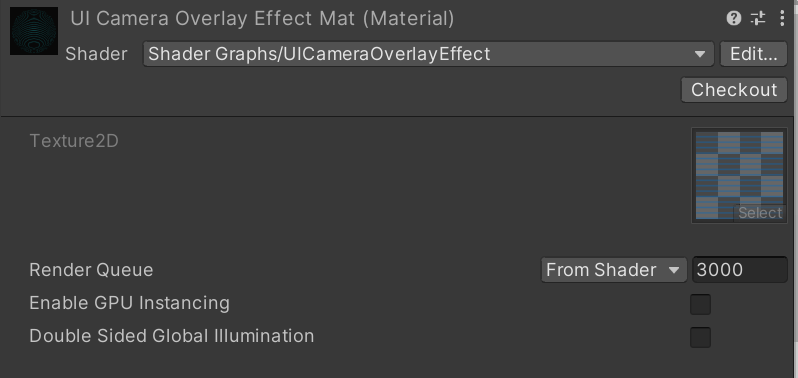 UI Camera Overlay Effect Mat (Material)
Shader Shader Graphs/UICameraOverlayEffect Edit...
Checkout
Texture2D
Select
Render Queue From Shader 3000
Enable GPU Instancing
Double Sided Global Illumination